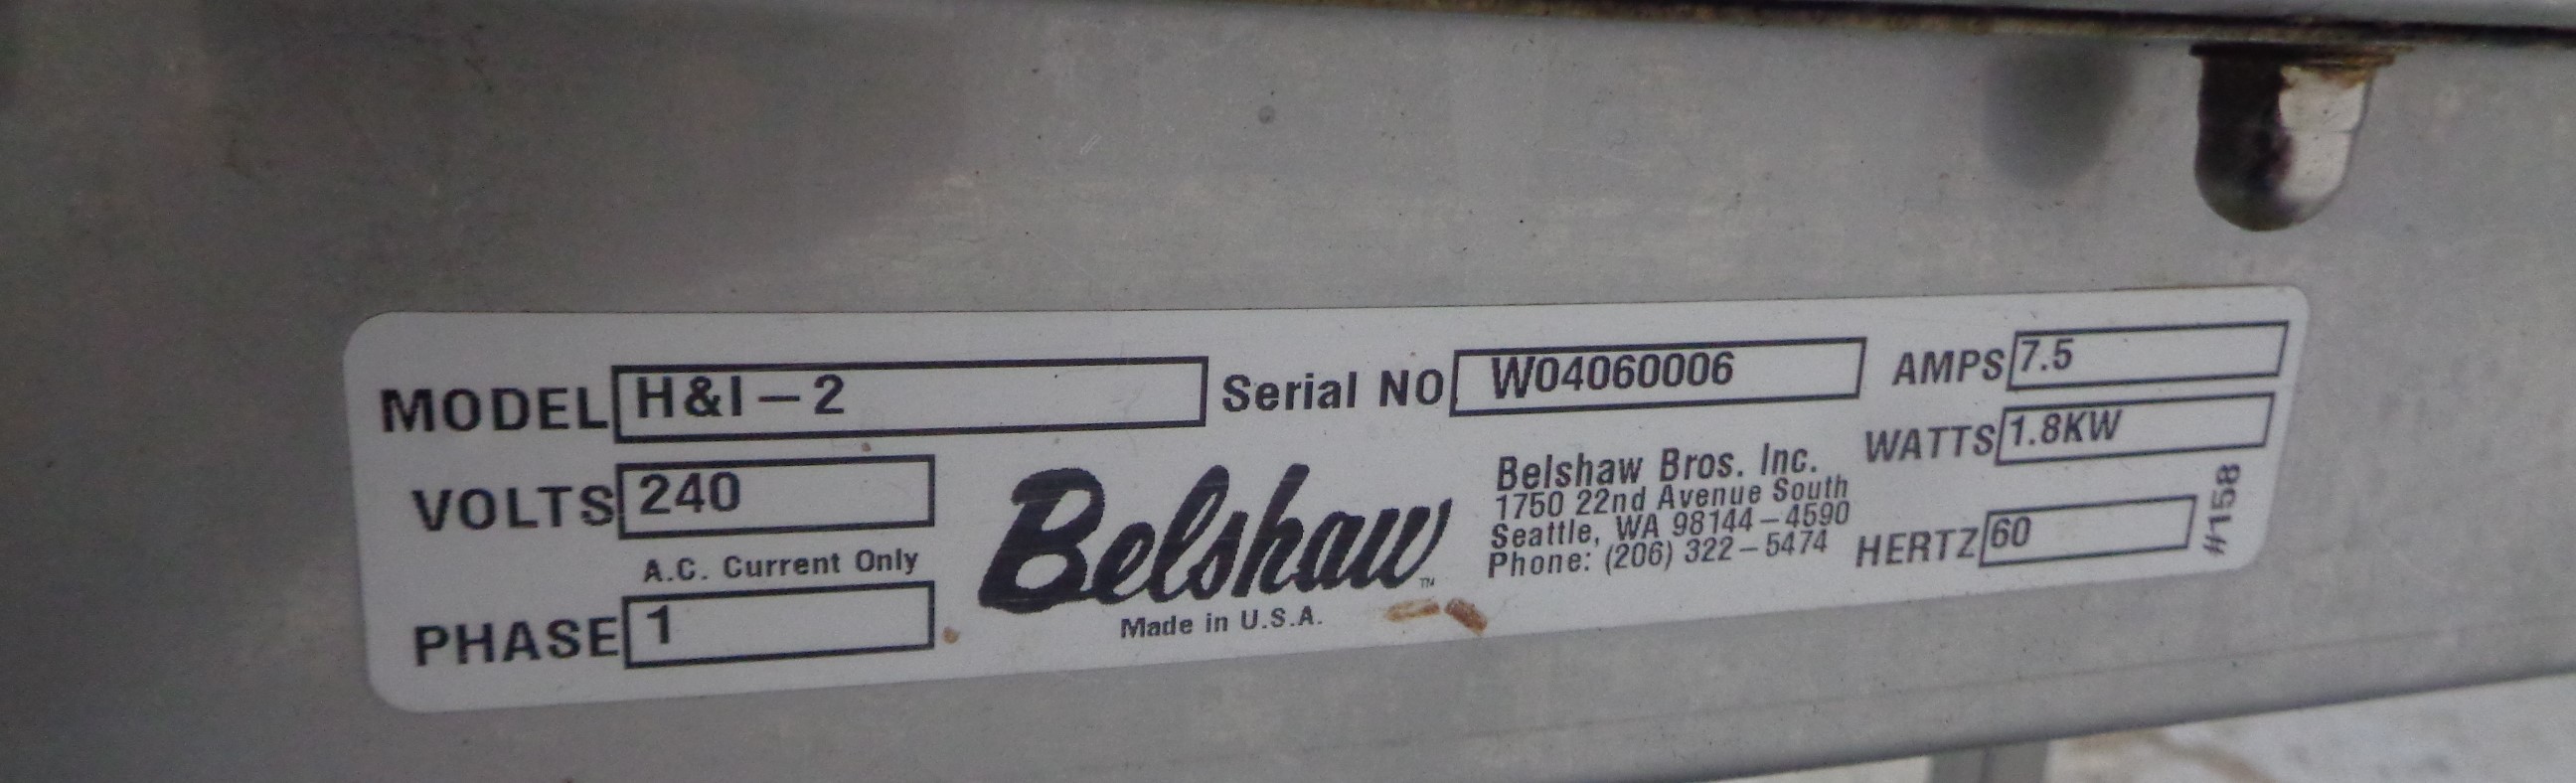 MODEL H&I-2 Serial NO W04060006 AMPS 7.5
VOLTS 240
A.C. Current Only
PHASE 1
Belshaw™
Made in U.S.A.
Belshaw Bros. Inc.
1750 22nd Avenue South
Seattle, WA 98144-4590
Phone: (206) 322-5474
WATTS 1.8KW
HERTZ 60
#158